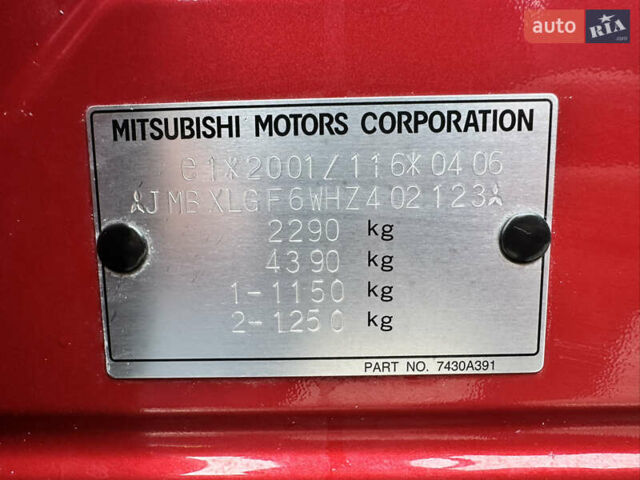 auto RIA.com
MITSUBISHI MOTORS CORPORATION
e1*2001/116*0406
JMBXLGF6WHZ402123
2290 kg
4390 kg
1-1150 kg
2-1250 kg
PART NO. 7430A391